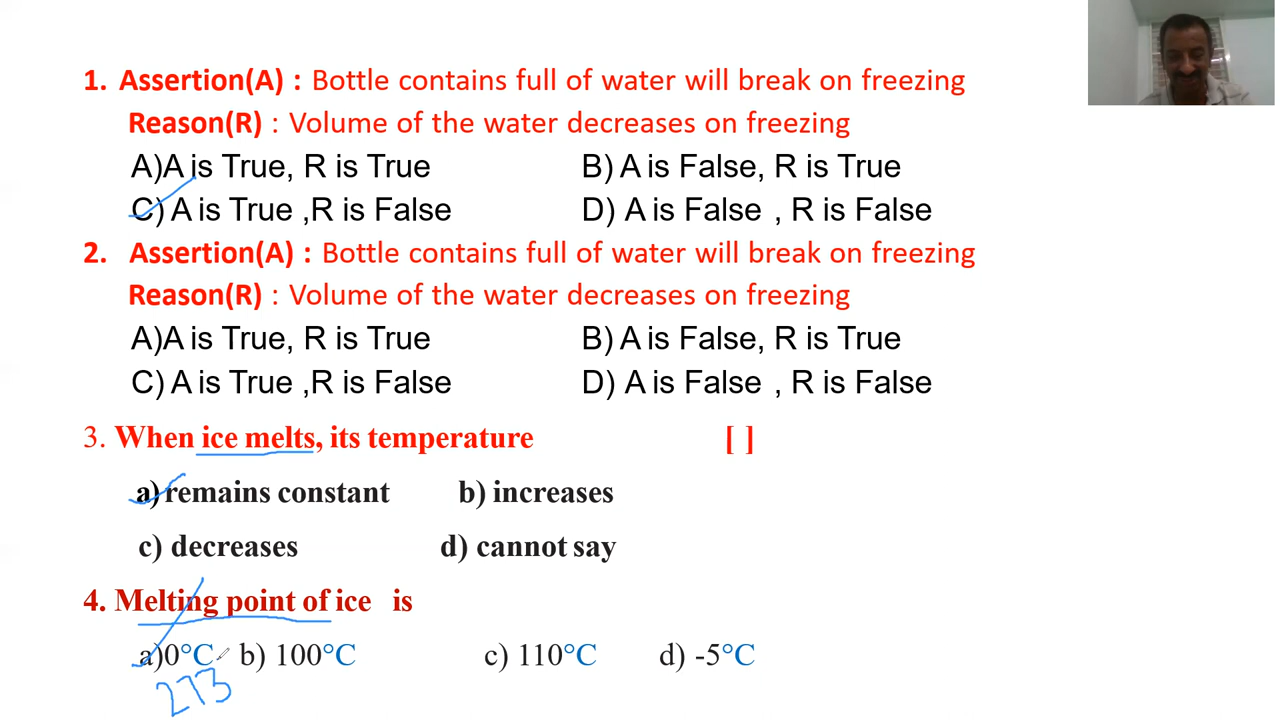 1. Assertion(A) : Bottle contains full of water will break on freezing
Reason(R) : Volume of the water decreases on freezing
A)A is True, R is True B) A is False, R is True
C) A is True ,R is False D) A is False , R is False
2. Assertion(A) : Bottle contains full of water will break on freezing
Reason(R) : Volume of the water decreases on freezing
A)A is True, R is True B) A is False, R is True
C) A is True ,R is False D) A is False , R is False
3. When ice melts, its temperature [ ]
a) remains constant b) increases
c) decreases d) cannot say
4. Melting point of ice is
a)0°C b) 100°C c) 110°C d) -5°C
273